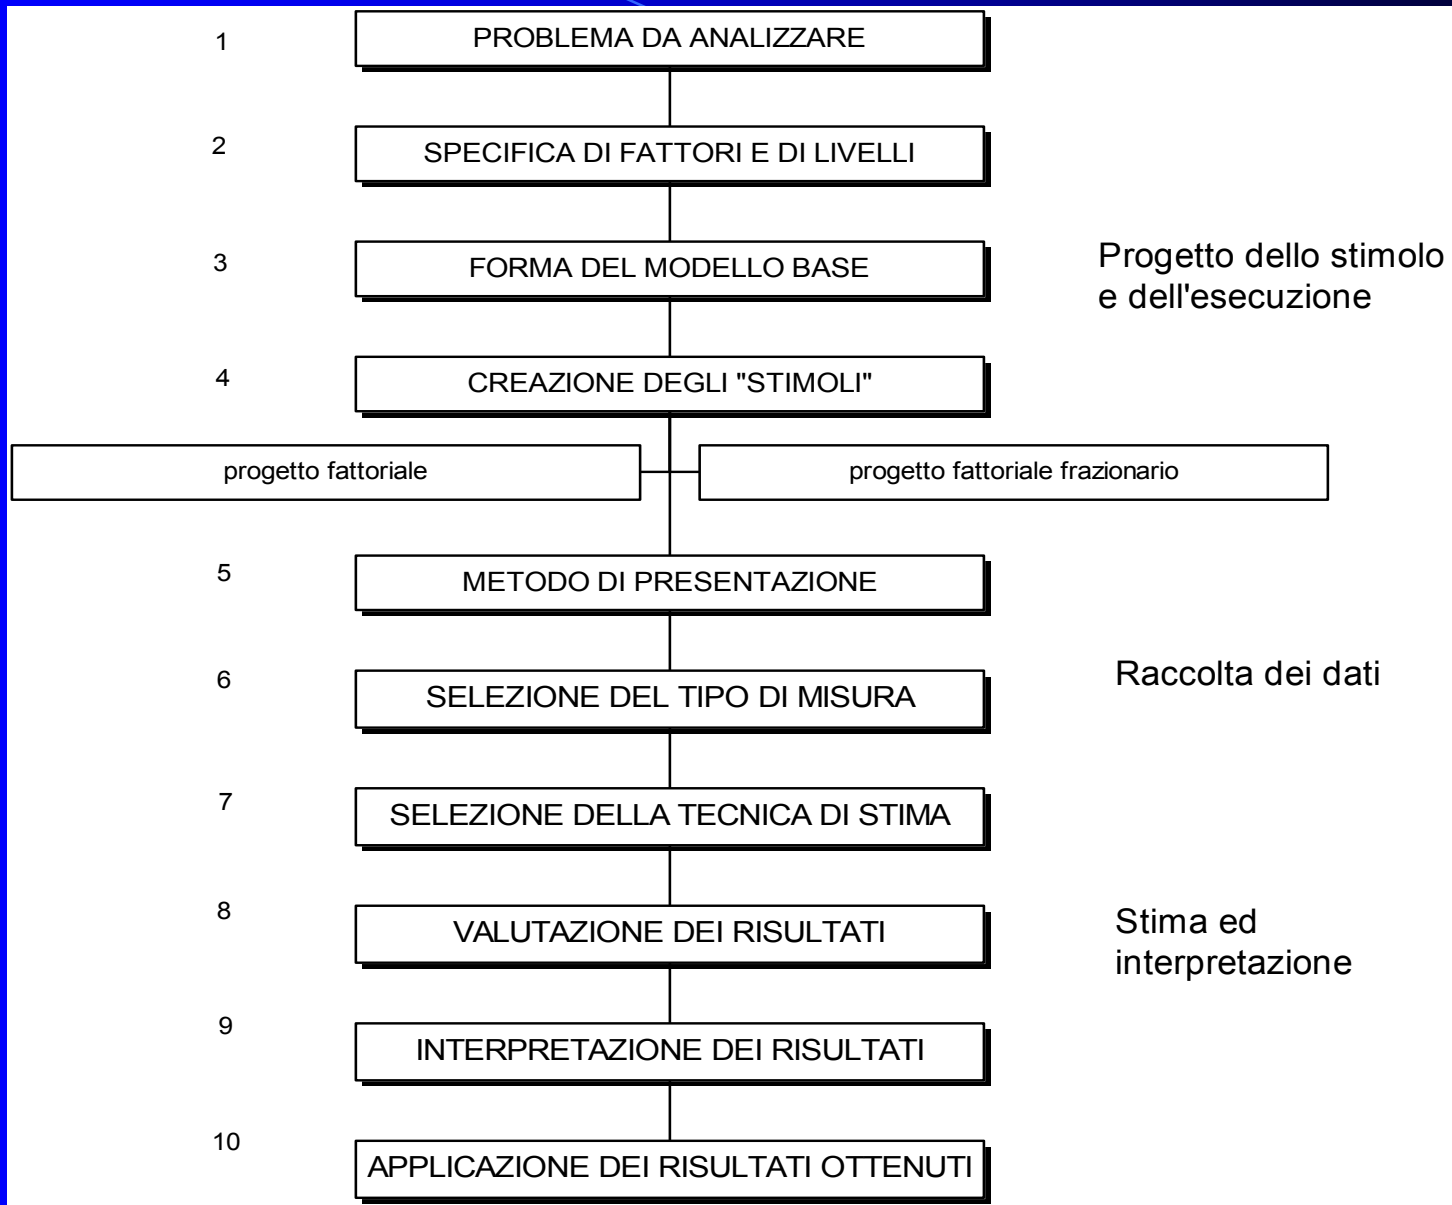 1
PROBLEMA DA ANALIZZARE
2
SPECIFICA DI FATTORI E DI LIVELLI
3
FORMA DEL MODELLO BASE
Progetto dello stimolo
e dell'esecuzione
4
CREAZIONE DEGLI "STIMOLI"
progetto fattoriale
progetto fattoriale frazionario
5
METODO DI PRESENTAZIONE
6
SELEZIONE DEL TIPO DI MISURA
Raccolta dei dati
7
SELEZIONE DELLA TECNICA DI STIMA
8
VALUTAZIONE DEI RISULTATI
Stima ed
interpretazione
9
INTERPRETAZIONE DEI RISULTATI
10
APPLICAZIONE DEI RISULTATI OTTENUTI